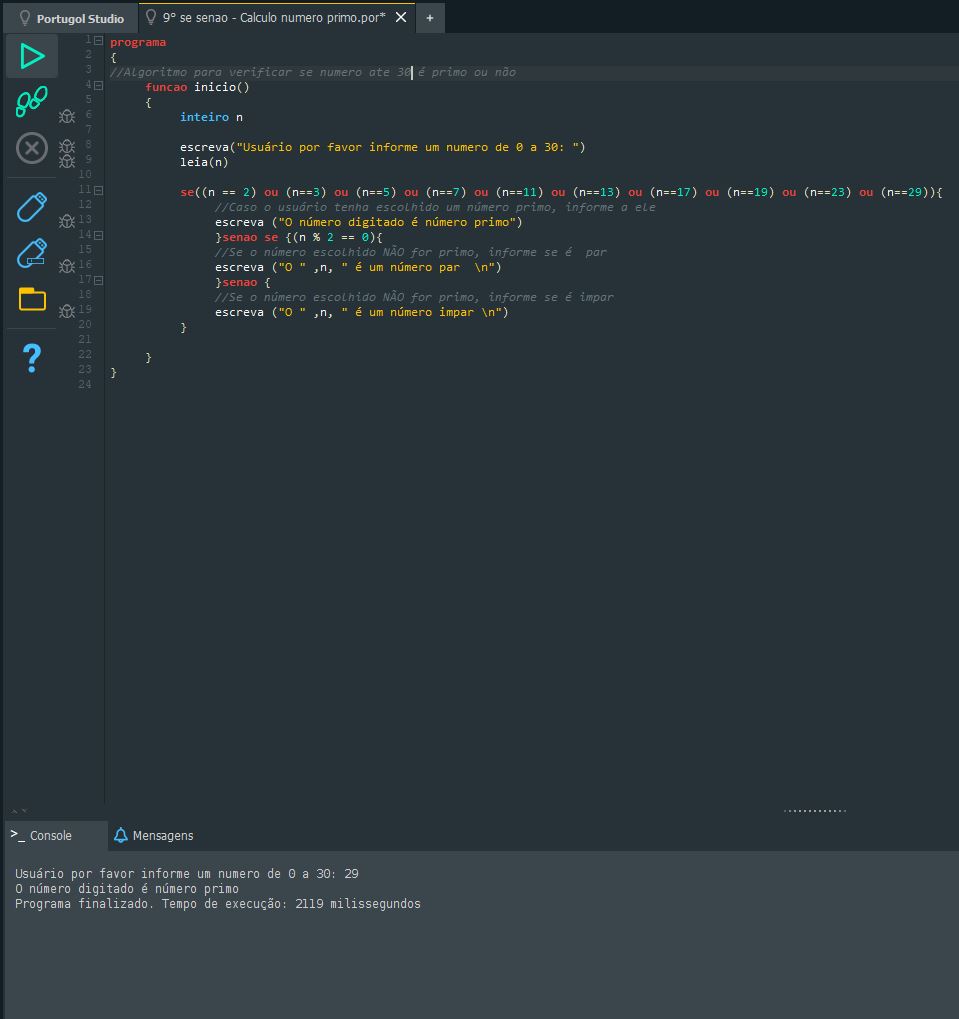 Portugol Studio
9° se senao - Calculo numero primo.por*
+
1 programa
2 {
3 //Algoritmo para verificar se numero ate 30 é primo ou não
4 funcao inicio()
5 {
6 inteiro n
7
8 escreva("Usuário por favor informe um numero de 0 a 30: ")
9 leia(n)
10
11 se((n == 2) ou (n==3) ou (n==5) ou (n==7) ou (n==11) ou (n==13) ou (n==17) ou (n==19) ou (n==23) ou (n==29)){
12 //Caso o usuário tenha escolhido um número primo, informe a ele
13 escreva ("O número digitado é número primo")
14 }senao se {(n % 2 == 0){
15 //Se o número escolhido NÃO for primo, informe se é  par
16 escreva ("O " ,n, " é um número par  \n")
17 }senao {
18 //Se o número escolhido NÃO for primo, informe se é impar
19 escreva ("O " ,n, " é um número impar \n")
20 }
21
22 }
23 }
24
>_ Console
Mensagens
Usuário por favor informe um numero de 0 a 30: 29
O número digitado é número primo
Programa finalizado. Tempo de execução: 2119 milissegundos